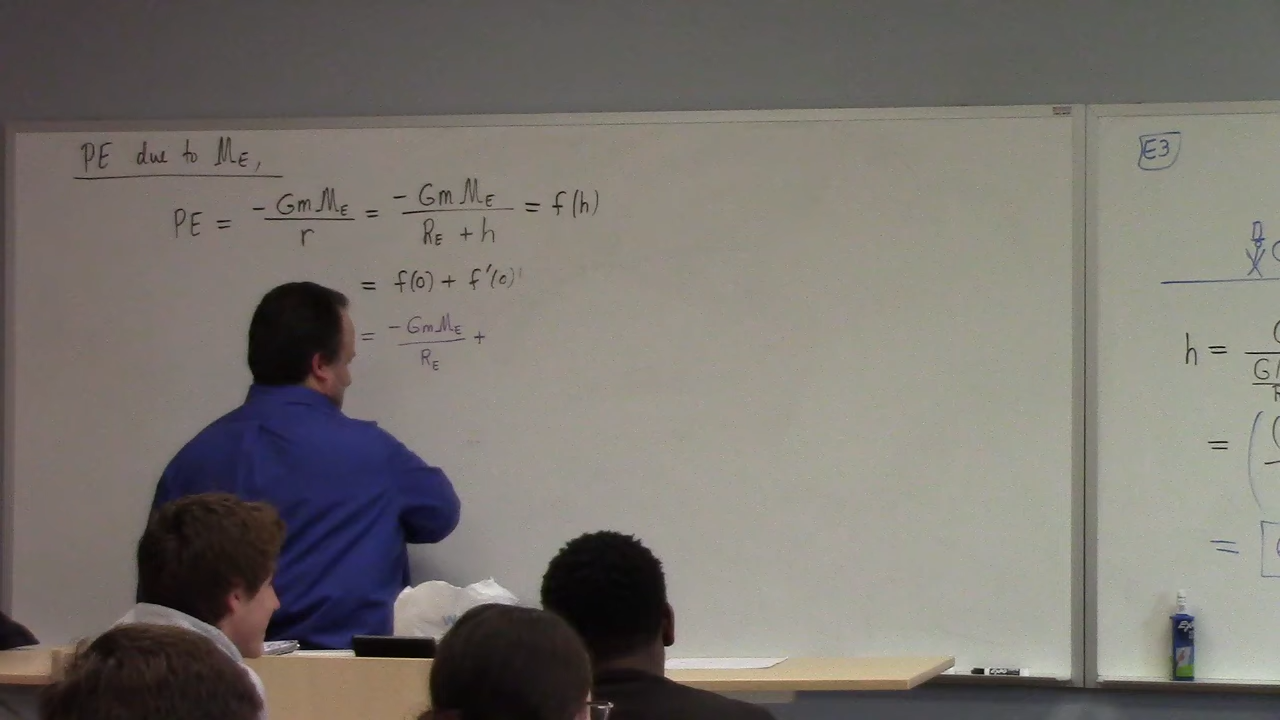 PE due to M_E,
PE = -GmM_E / r = -GmM_E / (R_E + h) = f(h)
= f(0) + f'(0)
= -GmM_E / R_E +
E3
h =
=
=